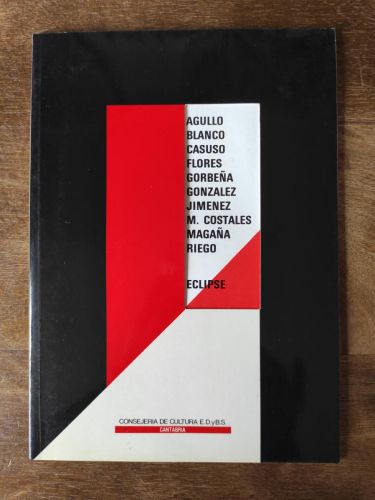 AGULLO
BLANCO
CASUSO
FLORES
GORBEÑA
GONZALEZ
JIMENEZ
M. COSTALES
MAGAÑA
RIEGO
ECLIPSE
CONSEJERIA DE CULTURA E.D.yB.S.
CANTABRIA